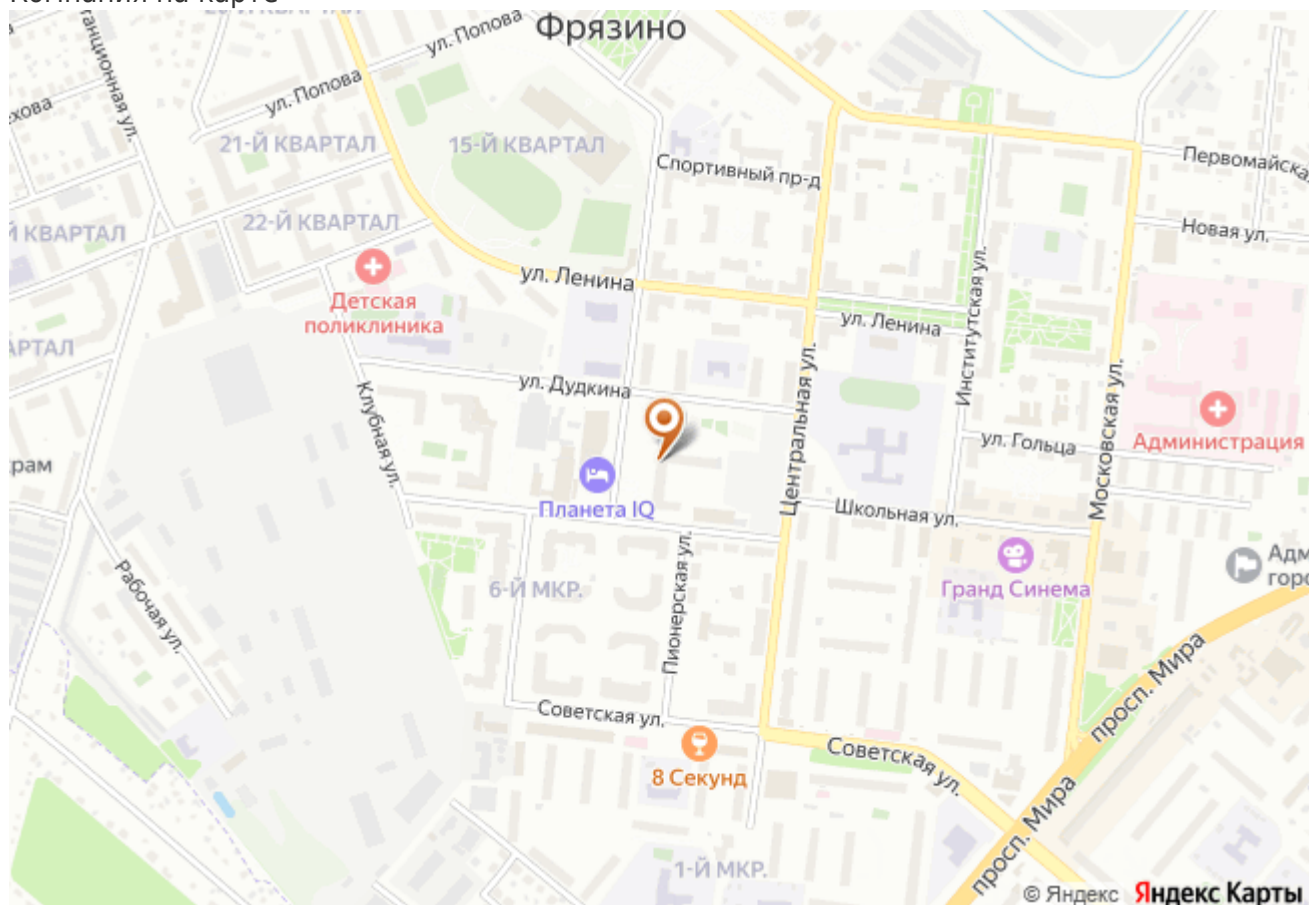 Фрязино
ул. Попова
ул. Попова
21-Й КВАРТАЛ
15-Й КВАРТАЛ
Спортивный пр-д
Первомайская
22-Й КВАРТАЛ
Й КВАРТАЛ
Новая ул.
ул. Ленина
Детская
поликлиника
ул. Ленина
Институтская ул.
ул. Дудкина
Центральная ул.
Московская ул.
Клубная ул.
ул. Гольца
Администрация
Планета IQ
Школьная ул.
Гранд Синема
6-Й МКР.
Пионерская ул.
Рабочая ул.
Советская ул.
8 Секунд
Советская ул.
просп. Мира
просп. Мира
1-Й МКР.
© Яндекс Яндекс Карты